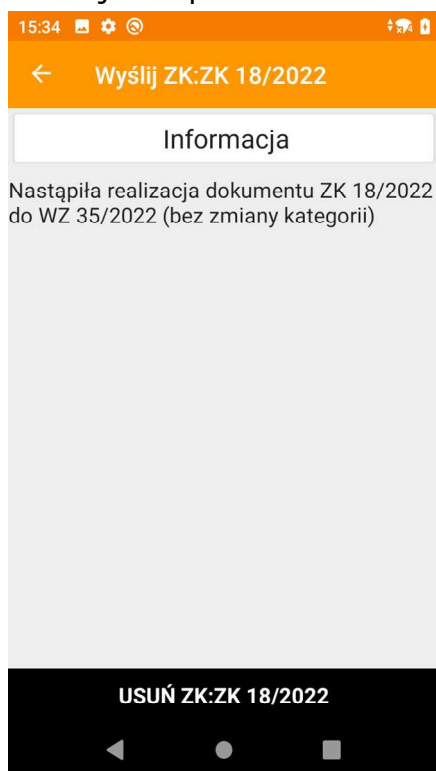 15:34
Wyślij ZK:ZK 18/2022
Informacja
Nastąpiła realizacja dokumentu ZK 18/2022
do WZ 35/2022 (bez zmiany kategorii)
USUŃ ZK:ZK 18/2022